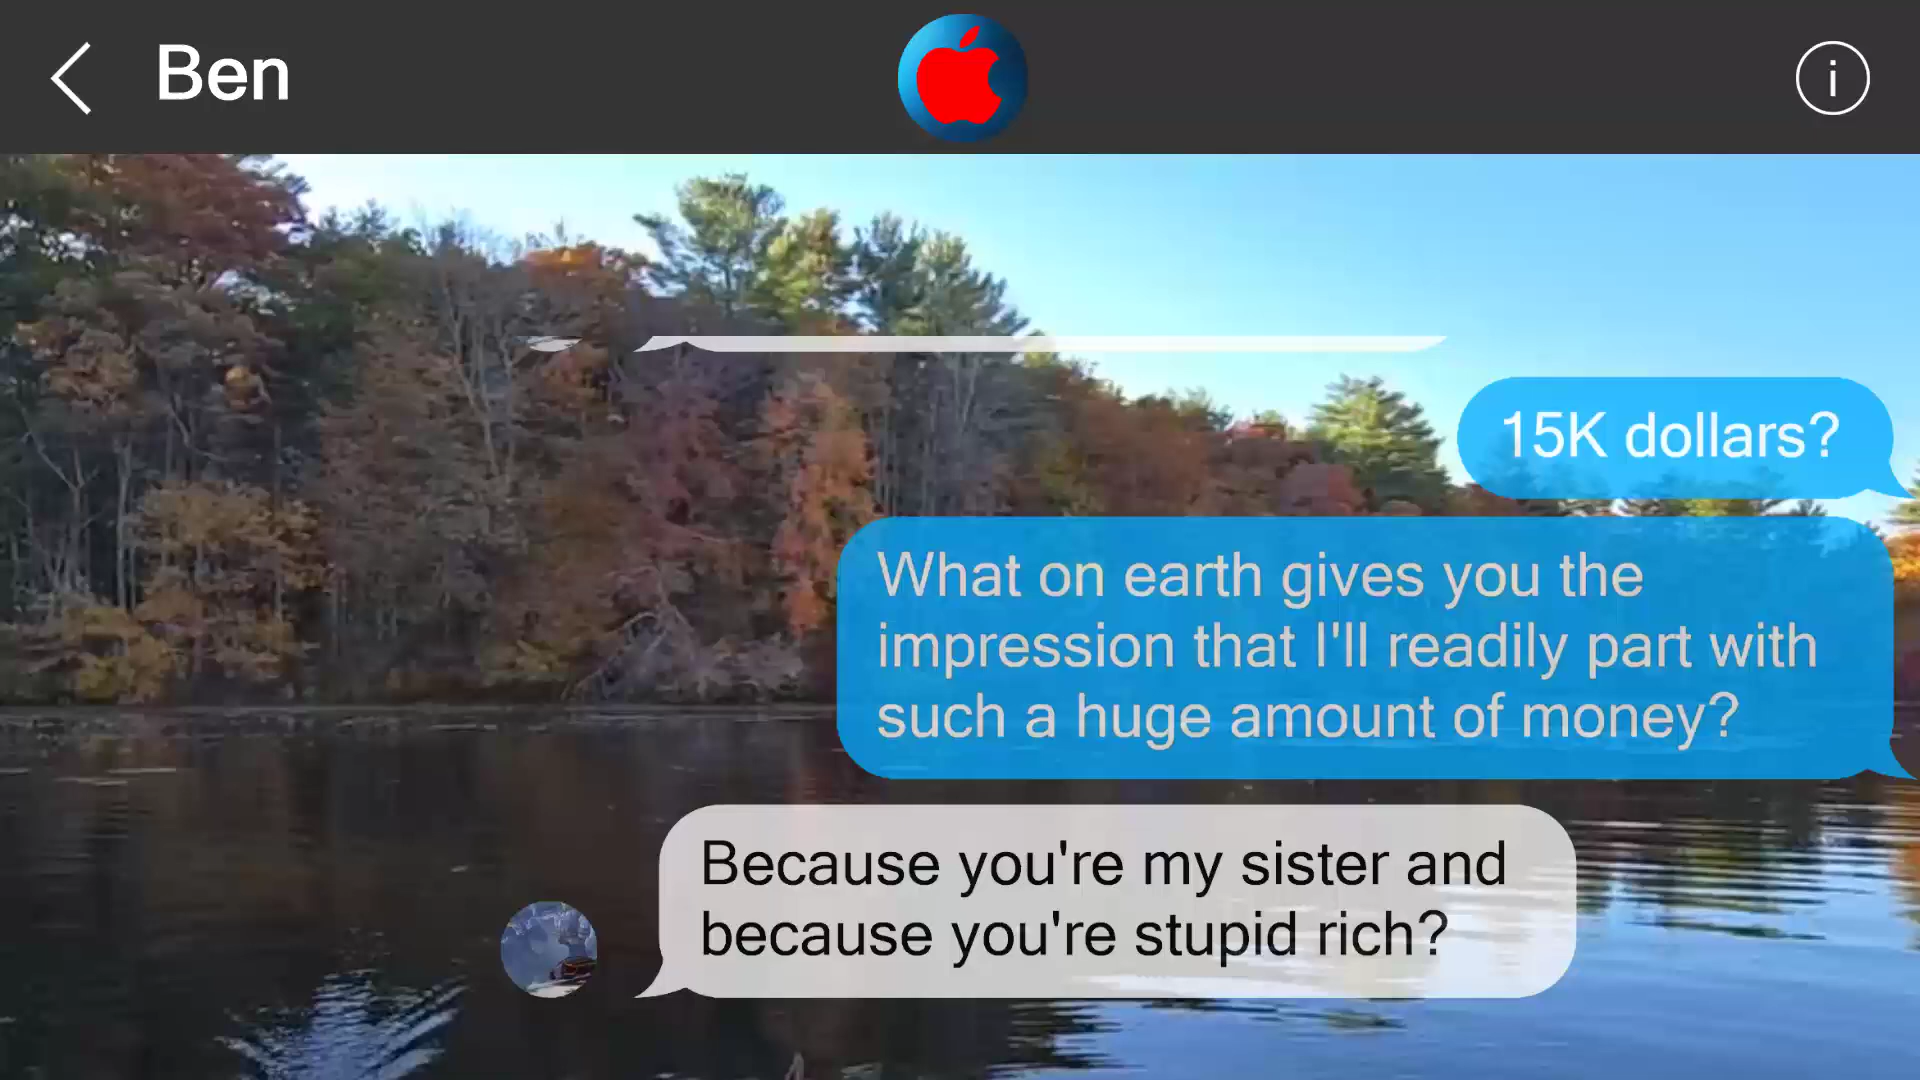 Ben
i
15K dollars?
What on earth gives you the
impression that I'll readily part with
such a huge amount of money?
Because you're my sister and
because you're stupid rich?